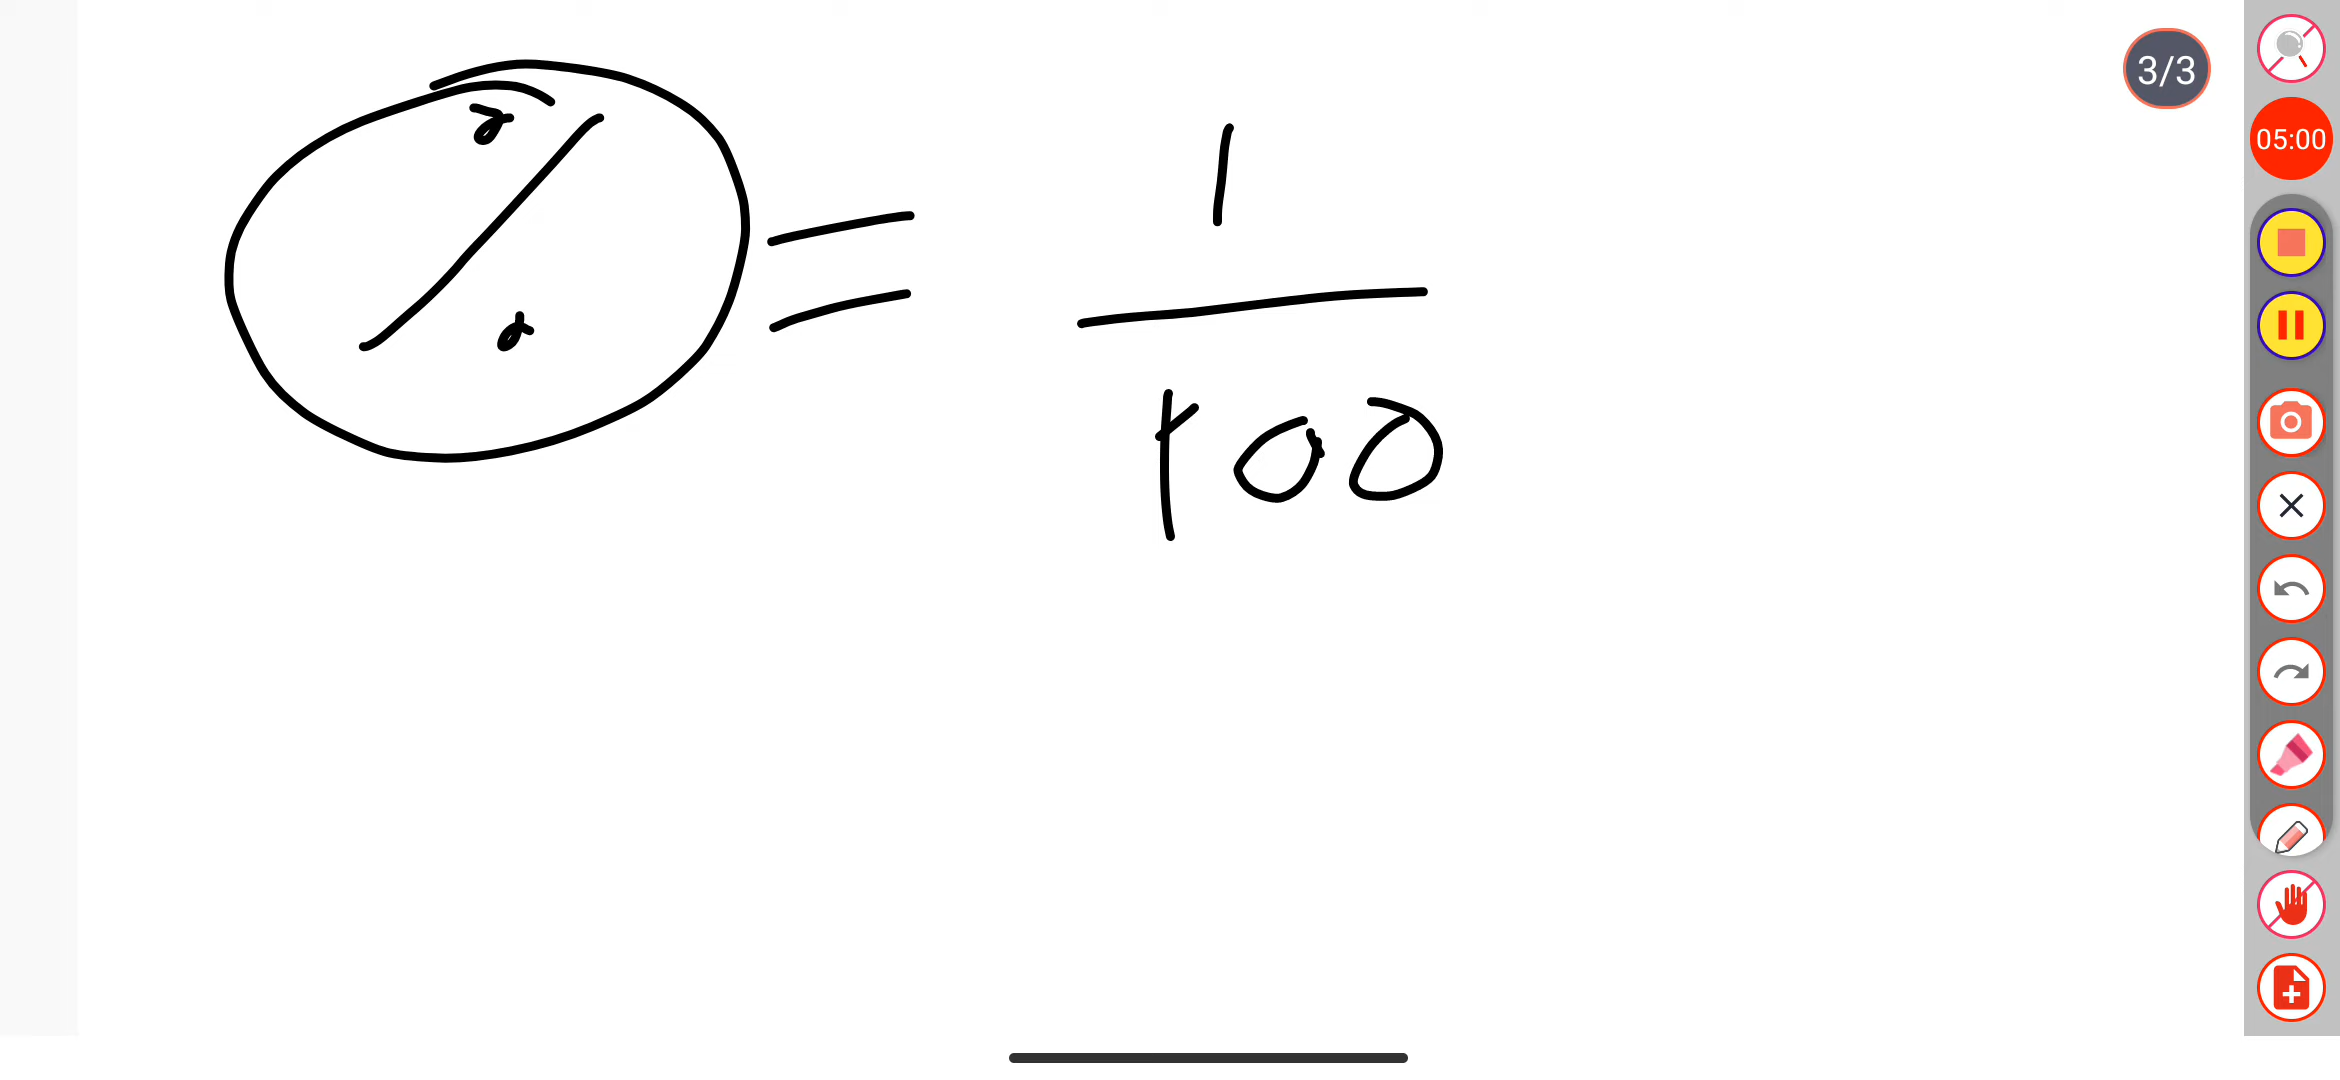 % = 1/100
3/3
05:00